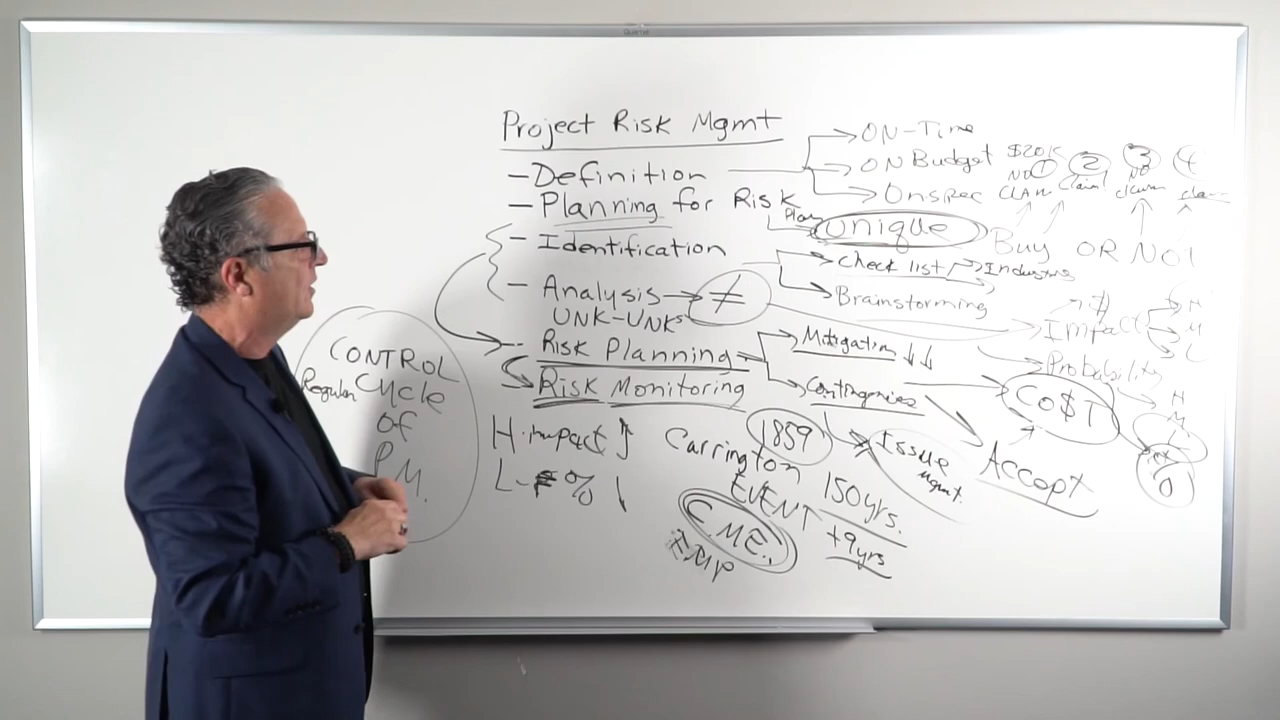 Project Risk Mgmt
- Definition
ON-Time
ON Budget
Onspec
$20K
NO ① CLAIM
② Claim
③ NO claim
4 claim
- Planning for Risk
Plan
Unique
Buy OR NO!
- Identification
Check list
Industry
Brainstorming
- Analysis → ≠
UNK-UNKs
Impact
H
M
L
Probability
H
M
L
- Risk Planning
Mitigation ↓↓
Contingencies
CO$T
Accept
0
Issue
Mgmt.
- Risk Monitoring
CONTROL
Regular Cycle
of
P.M.
H-impact ↑
L- % ↓
1859
Carrington
EVENT
150yrs.
+9yrs
C.M.E.
EMP